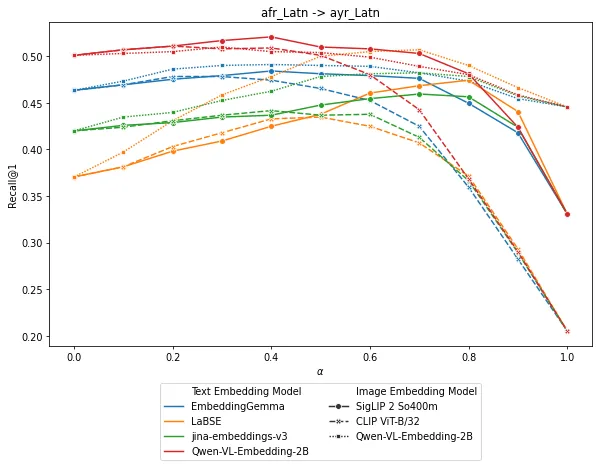 afr_Latn -> ayr_Latn
Recall@1
0.50
0.45
0.40
0.35
0.30
0.25
0.20
0.0 0.2 0.4 0.6 0.8 1.0
α
Text Embedding Model Image Embedding Model
EmbeddingGemma SigLIP 2 So400m
LaBSE CLIP ViT-B/32
jina-embeddings-v3 Qwen-VL-Embedding-2B
Qwen-VL-Embedding-2B